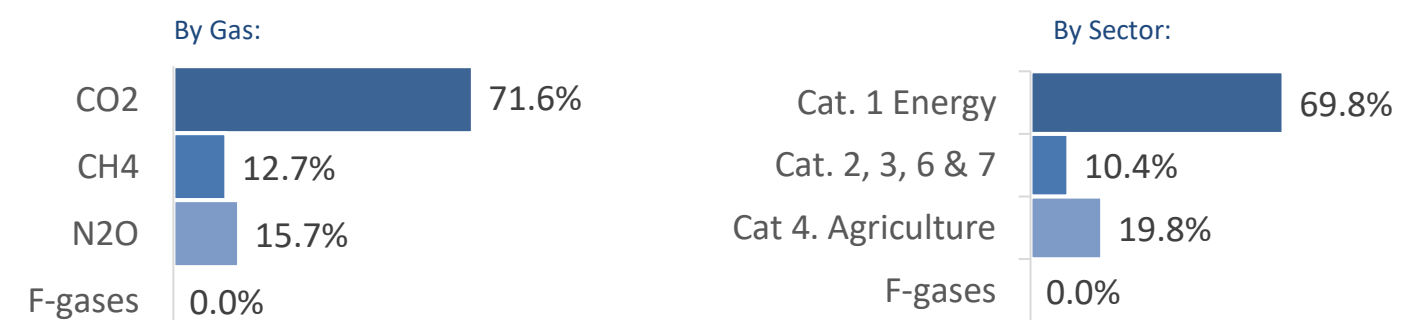 By Gas:
CO2 71.6%
CH4 12.7%
N2O 15.7%
F-gases 0.0%
By Sector:
Cat. 1 Energy 69.8%
Cat. 2, 3, 6 & 7 10.4%
Cat 4. Agriculture 19.8%
F-gases 0.0%